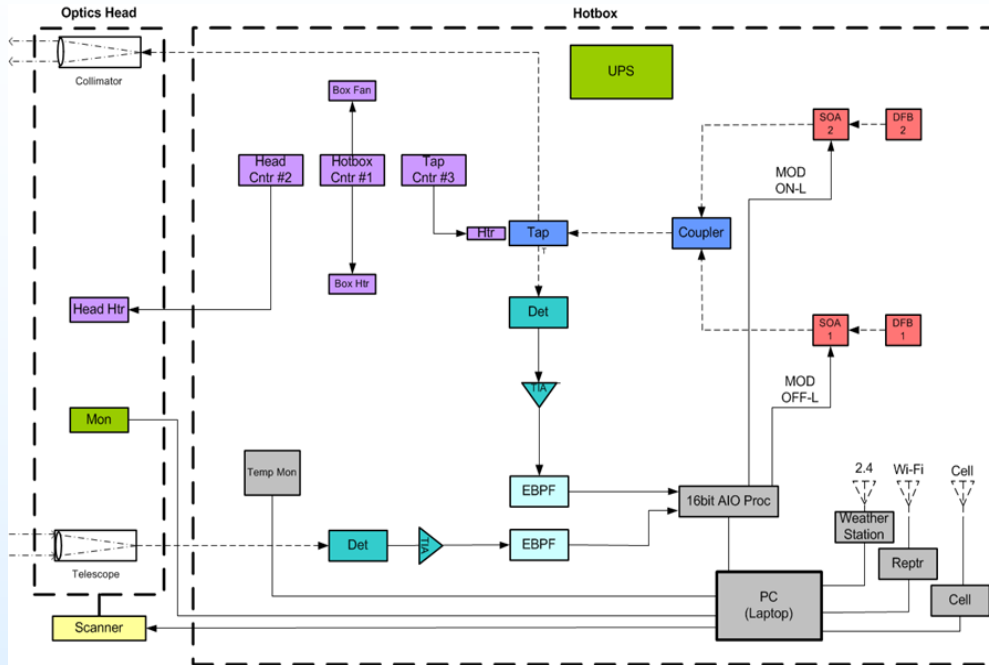 Optics Head
Hotbox
Collimator
UPS
Box Fan
SOA
2
DFB
2
Head
Cntr #2
Hotbox
Cntr #1
Tap
Cntr #3
MOD
ON-L
Htr
Tap
Coupler
Box Htr
Head Htr
Det
SOA
1
DFB
1
TIA
MOD
OFF-L
Mon
Temp Mon
2.4
Wi-Fi
Cell
EBPF
16bit AIO Proc
Weather
Station
Det
TIA
EBPF
Reptr
Telescope
PC
(Laptop)
Cell
Scanner